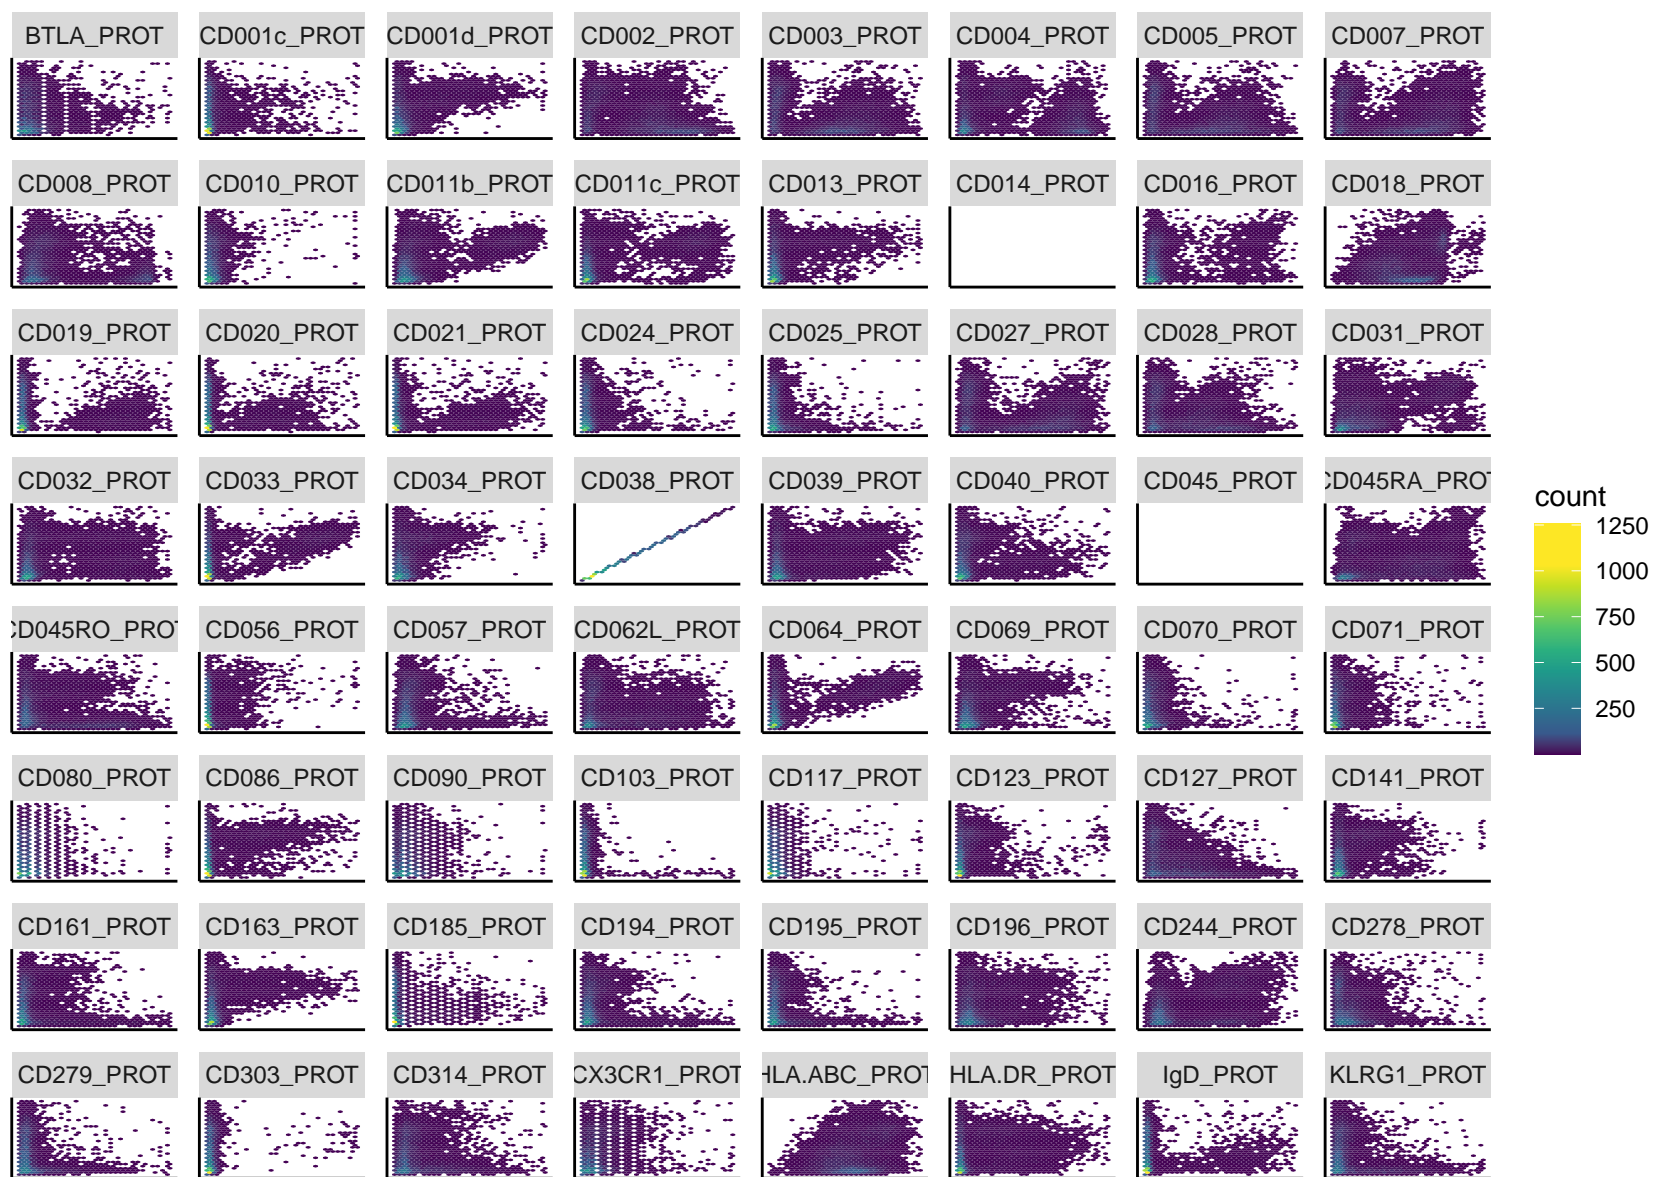 BTLA_PROT CD001c_PROT CD001d_PROT CD002_PROT CD003_PROT CD004_PROT CD005_PROT CD007_PROT
CD008_PROT CD010_PROT CD011b_PROT CD011c_PROT CD013_PROT CD014_PROT CD016_PROT CD018_PROT
CD019_PROT CD020_PROT CD021_PROT CD024_PROT CD025_PROT CD027_PROT CD028_PROT CD031_PROT
CD032_PROT CD033_PROT CD034_PROT CD038_PROT CD039_PROT CD040_PROT CD045_PROT CD045RA_PROT
CD045RO_PROT CD056_PROT CD057_PROT CD062L_PROT CD064_PROT CD069_PROT CD070_PROT CD071_PROT
CD080_PROT CD086_PROT CD090_PROT CD103_PROT CD117_PROT CD123_PROT CD127_PROT CD141_PROT
CD161_PROT CD163_PROT CD185_PROT CD194_PROT CD195_PROT CD196_PROT CD244_PROT CD278_PROT
CD279_PROT CD303_PROT CD314_PROT CX3CR1_PROT HLA.ABC_PROT HLA.DR_PROT IgD_PROT KLRG1_PROT
count
1250
1000
750
500
250